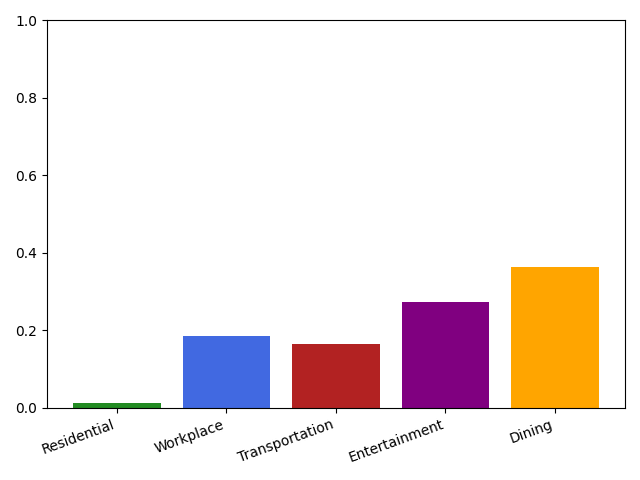 1.0
0.8
0.6
0.4
0.2
0.0
Residential
Workplace
Transportation
Entertainment
Dining